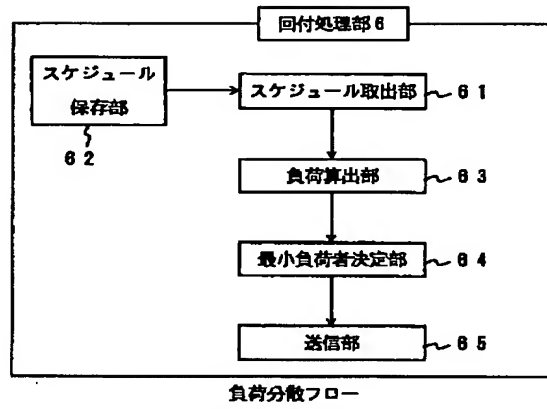 回付処理部6
スケジュール
保存部
62
スケジュール取出部
61
負荷算出部
63
最小負荷者決定部
64
送信部
65
負荷分散フロー